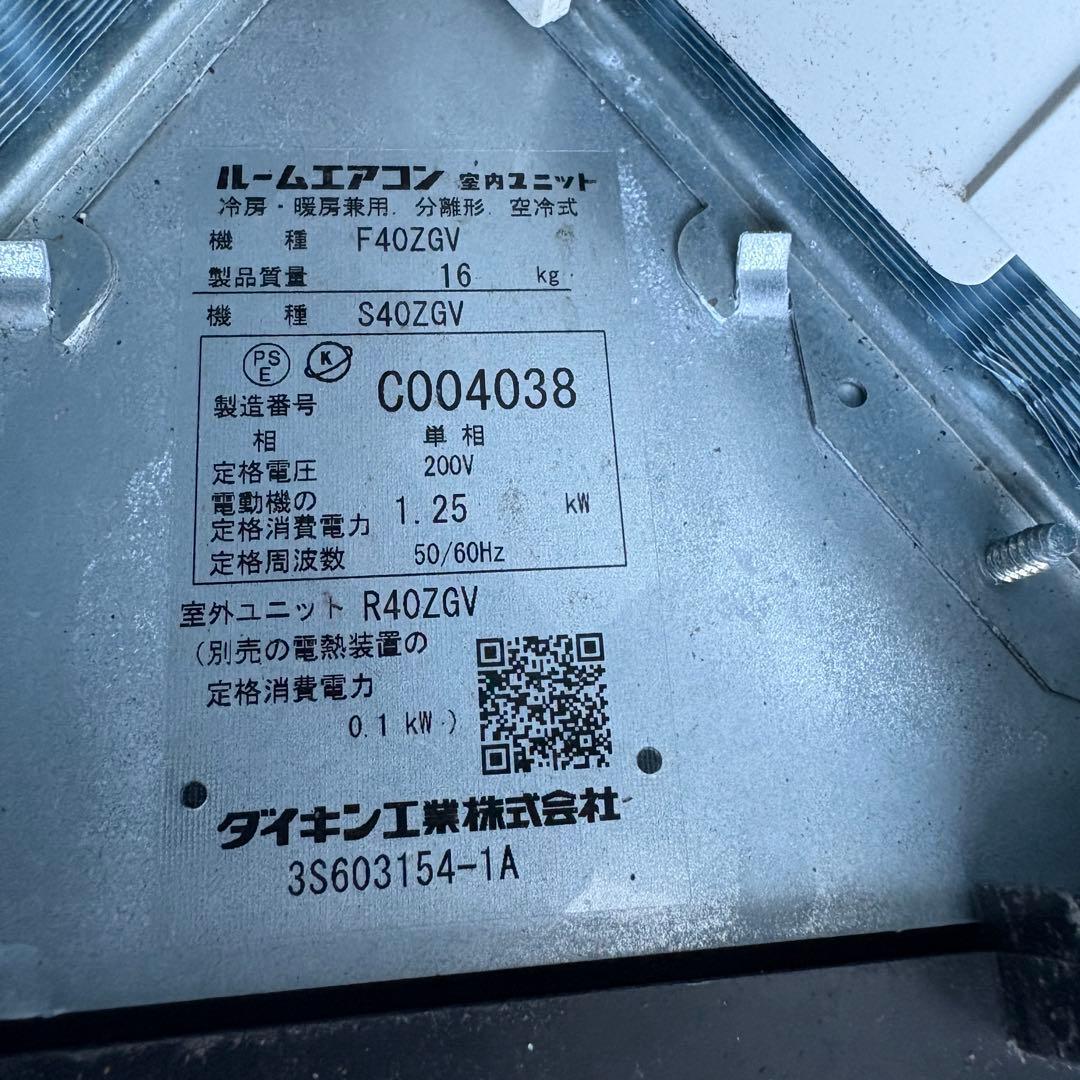 ルームエアコン 室内ユニット
冷房・暖房兼用. 分離形. 空冷式
機種 F40ZGV
製品質量 16 kg
機種 S40ZGV
PS E K
製造番号 C004038
相 単相
定格電圧 200V
電動機の
定格消費電力 1.25 kW
定格周波数 50/60Hz
室外ユニット R40ZGV
(別売の電熱装置の
定格消費電力
0.1 kW)
ダイキン工業株式会社
3S603154-1A